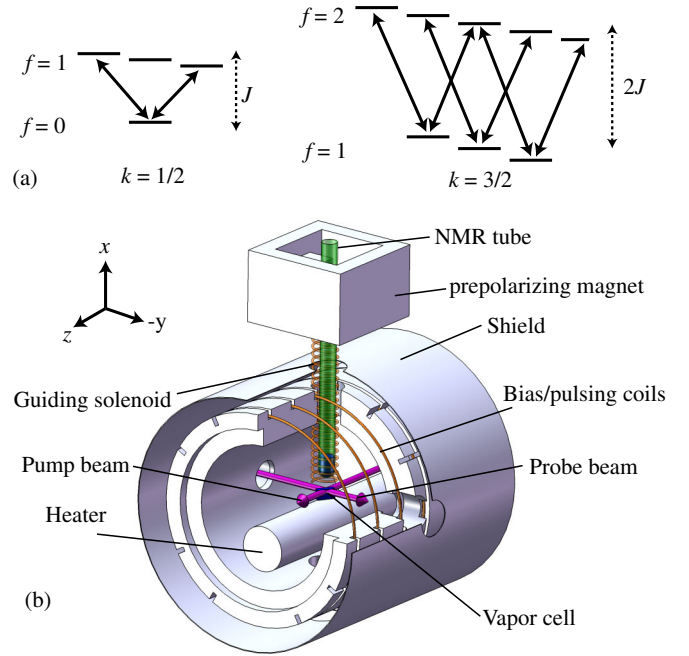 f = 1
J
f = 0
k = 1/2
f = 2
2J
f = 1
k = 3/2
(a)
x
z
-y
NMR tube
prepolarizing magnet
Shield
Guiding solenoid
Bias/pulsing coils
Pump beam
Probe beam
Heater
(b)
Vapor cell